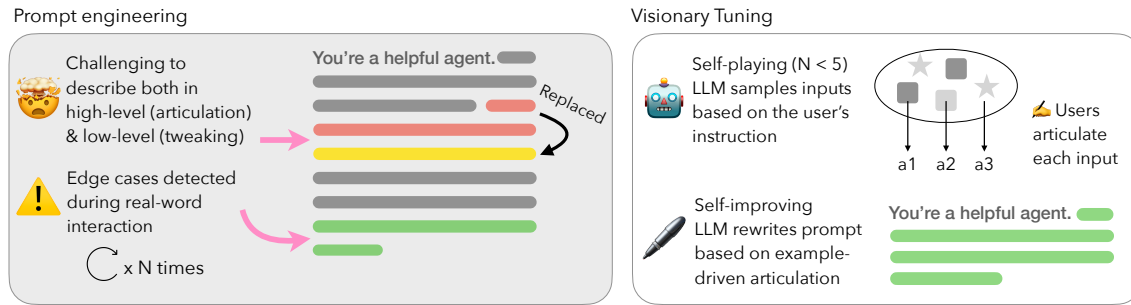 Prompt engineering
Challenging to
describe both in
high-level (articulation)
& low-level (tweaking)
Edge cases detected
during real-word
interaction
x N times
You're a helpful agent.
Replaced
Visionary Tuning
Self-playing (N < 5)
LLM samples inputs
based on the user's
instruction
a1 a2 a3
Users
articulate
each input
Self-improving
LLM rewrites prompt
based on example-
driven articulation
You're a helpful agent.